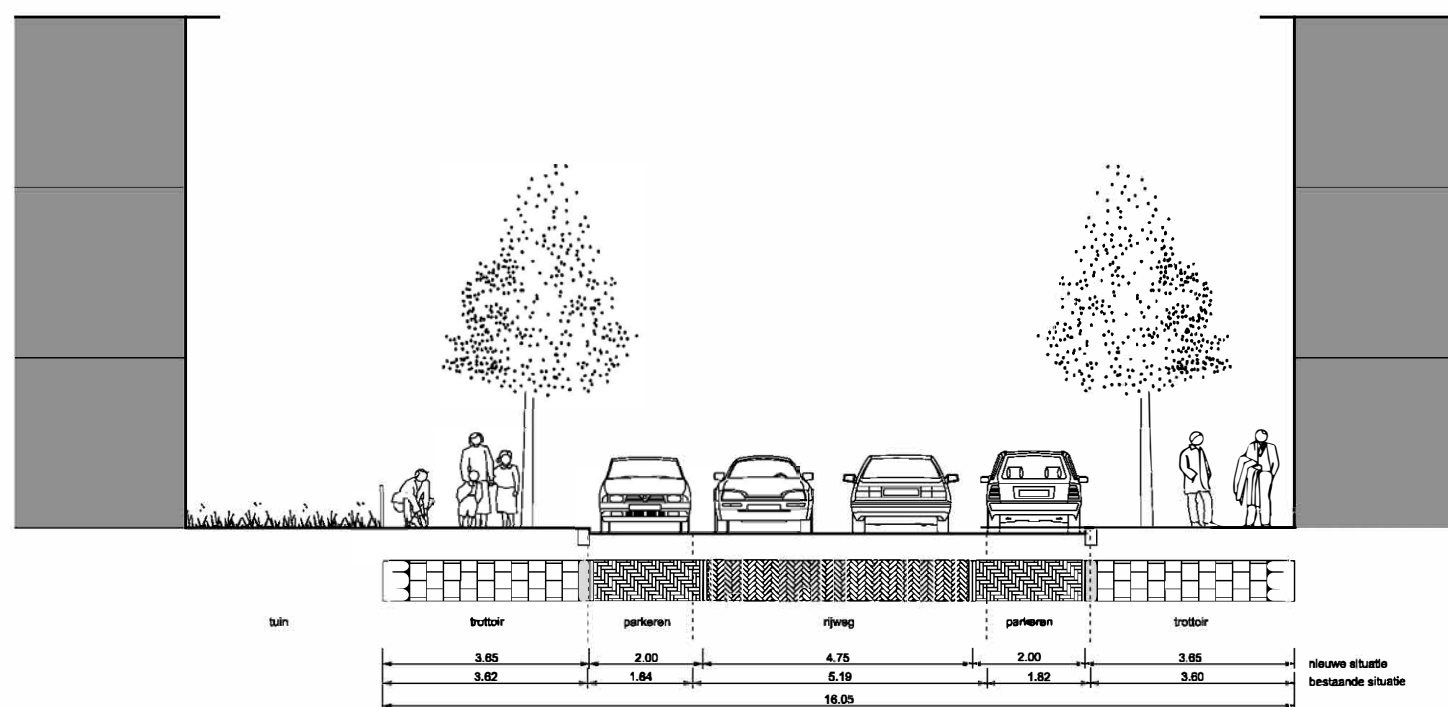 tuin trottoir parkeren rijweg parkeren trottoir
3.65 2.00 4.75 2.00 3.65 nieuwe situatie
3.62 1.84 5.19 1.82 3.60 bestaande situatie
16.05